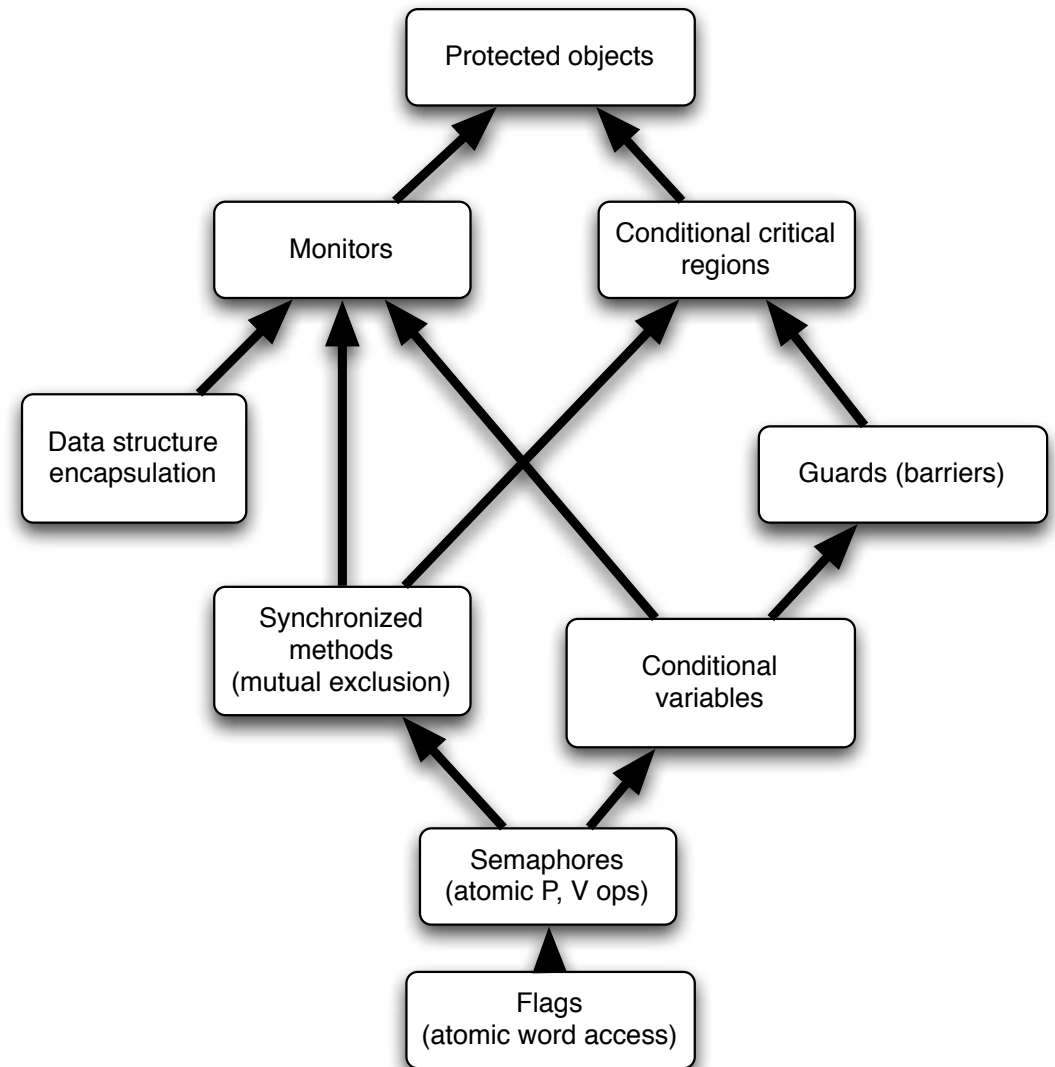 Protected objects
Monitors
Conditional critical
regions
Data structure
encapsulation
Guards (barriers)
Synchronized
methods
(mutual exclusion)
Conditional
variables
Semaphores
(atomic P, V ops)
Flags
(atomic word access)